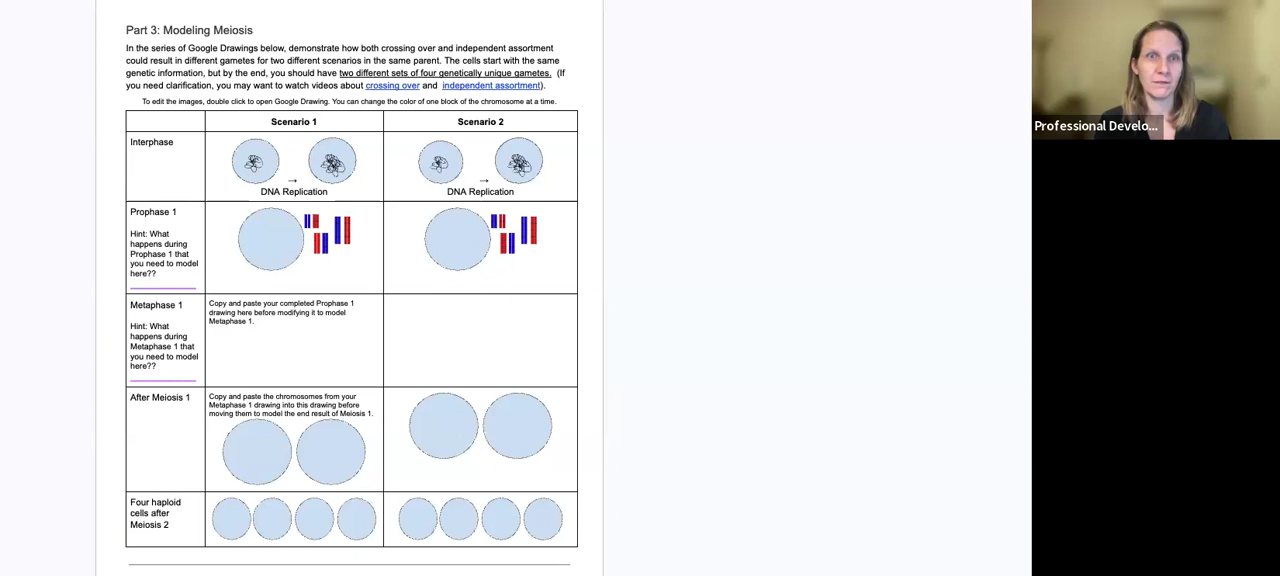 Part 3: Modeling Meiosis
In the series of Google Drawings below, demonstrate how both crossing over and independent assortment
could result in different gametes for two different scenarios in the same parent. The cells start with the same
genetic information, but by the end, you should have two different sets of four genetically unique gametes. (If
you need clarification, you may want to watch videos about crossing over and independent assortment).
To edit the images, double click to open Google Drawing. You can change the color of one block of the chromosome at a time.
Scenario 1
Scenario 2
Interphase
→
DNA Replication
→
DNA Replication
Prophase 1
Hint: What
happens during
Prophase 1 that
you need to model
here??
Metaphase 1
Hint: What
happens during
Metaphase 1 that
you need to model
here??
Copy and paste your completed Prophase 1
drawing here before modifying it to model
Metaphase 1.
After Meiosis 1
Copy and paste the chromosomes from your
Metaphase 1 drawing into this drawing before
moving them to model the end result of Meiosis 1.
Four haploid
cells after
Meiosis 2
Professional Develo...